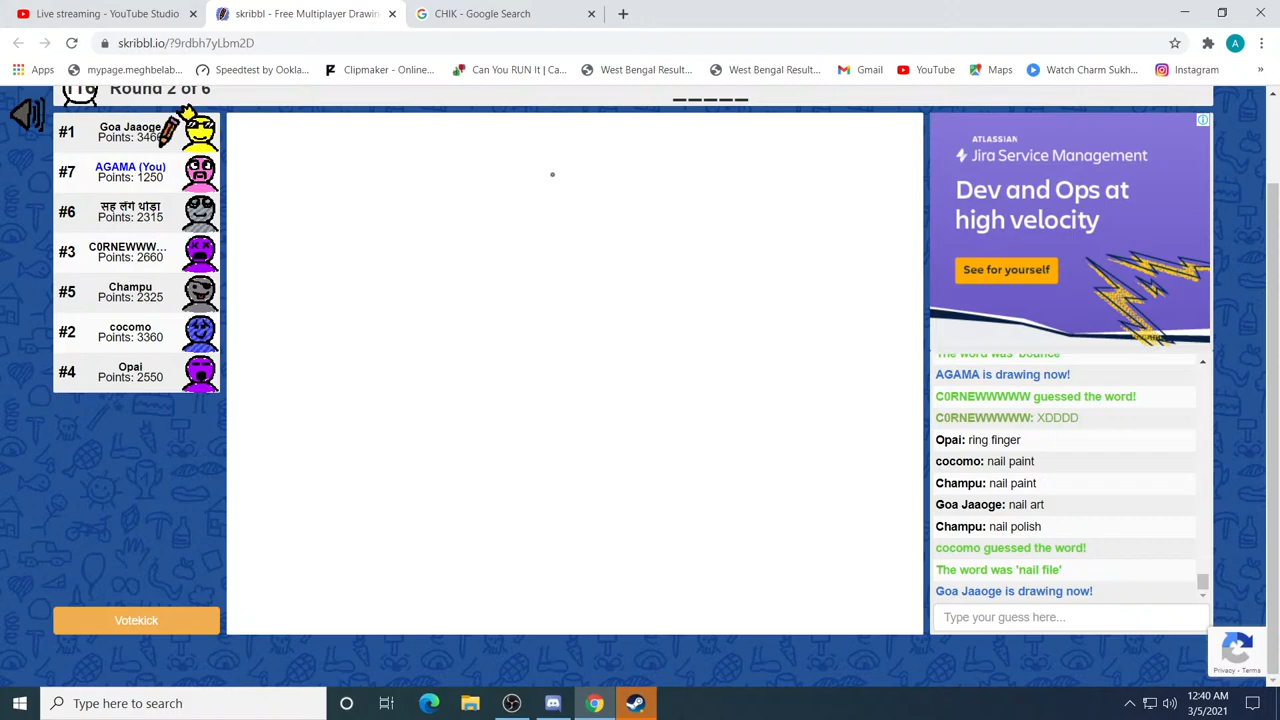 Live streaming - YouTube Studio
skribbl - Free Multiplayer Drawin
CHIK - Google Search
skribbl.io/?9rdbh7yLbm2D
A
Apps
mypage.meghbelab...
Speedtest by Ookla...
Clipmaker - Online...
Can You RUN It | Ca...
West Bengal Result...
West Bengal Result...
Gmail
YouTube
Maps
Watch Charm Sukh...
Instagram
»
116
Round 2 of 6
#1
Goa Jaaoge
Points: 3460
#7
AGAMA (You)
Points: 1250
#6
सह तंग थोडा
Points: 2315
#3
C0RNEWWW...
Points: 2660
#5
Champu
Points: 2325
#2
cocomo
Points: 3360
#4
Opai
Points: 2550
Votekick
ATLASSIAN
Jira Service Management
Dev and Ops at
high velocity
See for yourself
The word was 'bounce'
AGAMA is drawing now!
C0RNEWWWWW guessed the word!
C0RNEWWWWW: XDDDD
Opai: ring finger
cocomo: nail paint
Champu: nail paint
Goa Jaaoge: nail art
Champu: nail polish
cocomo guessed the word!
The word was 'nail file'
Goa Jaaoge is drawing now!
Type your guess here...
Privacy - Terms
Type here to search
12:40 AM
3/5/2021